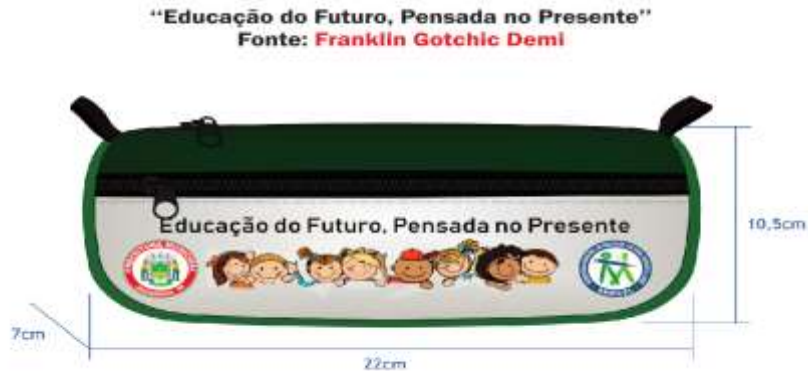 “Educação do Futuro, Pensada no Presente”
Fonte: Franklin Gotchic Demi
Educação do Futuro, Pensada no Presente
10,5cm
7cm
22cm